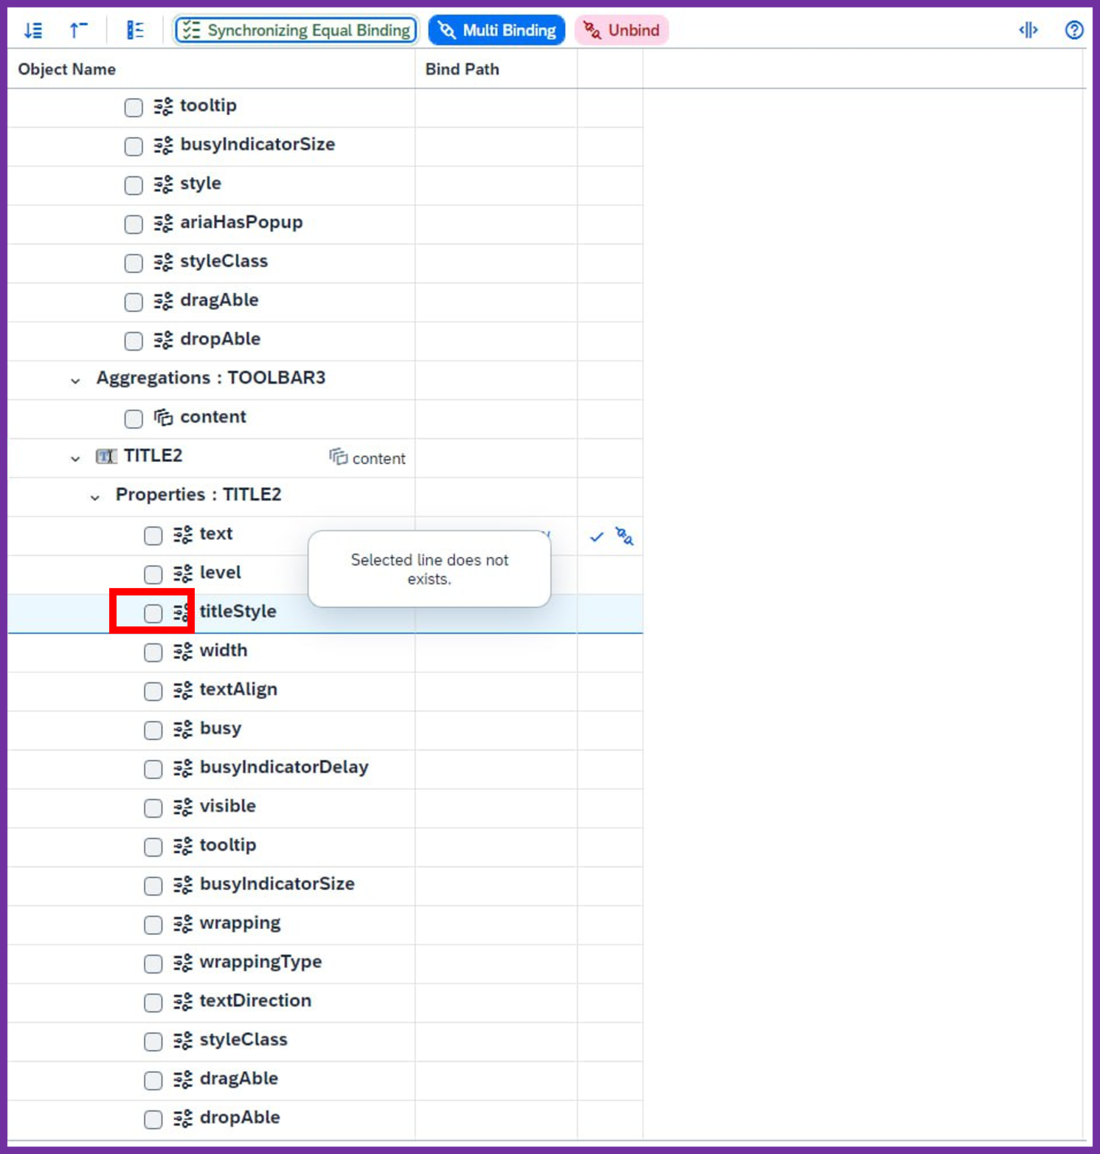 Synchronizing Equal Binding Multi Binding Unbind
Object Name Bind Path
tooltip
busyIndicatorSize
style
ariaHasPopup
styleClass
dragAble
dropAble
Aggregations : TOOLBAR3
content
TITLE2 content
Properties : TITLE2
text
Selected line does not
exists.
level
titleStyle
width
textAlign
busy
busyIndicatorDelay
visible
tooltip
busyIndicatorSize
wrapping
wrappingType
textDirection
styleClass
dragAble
dropAble